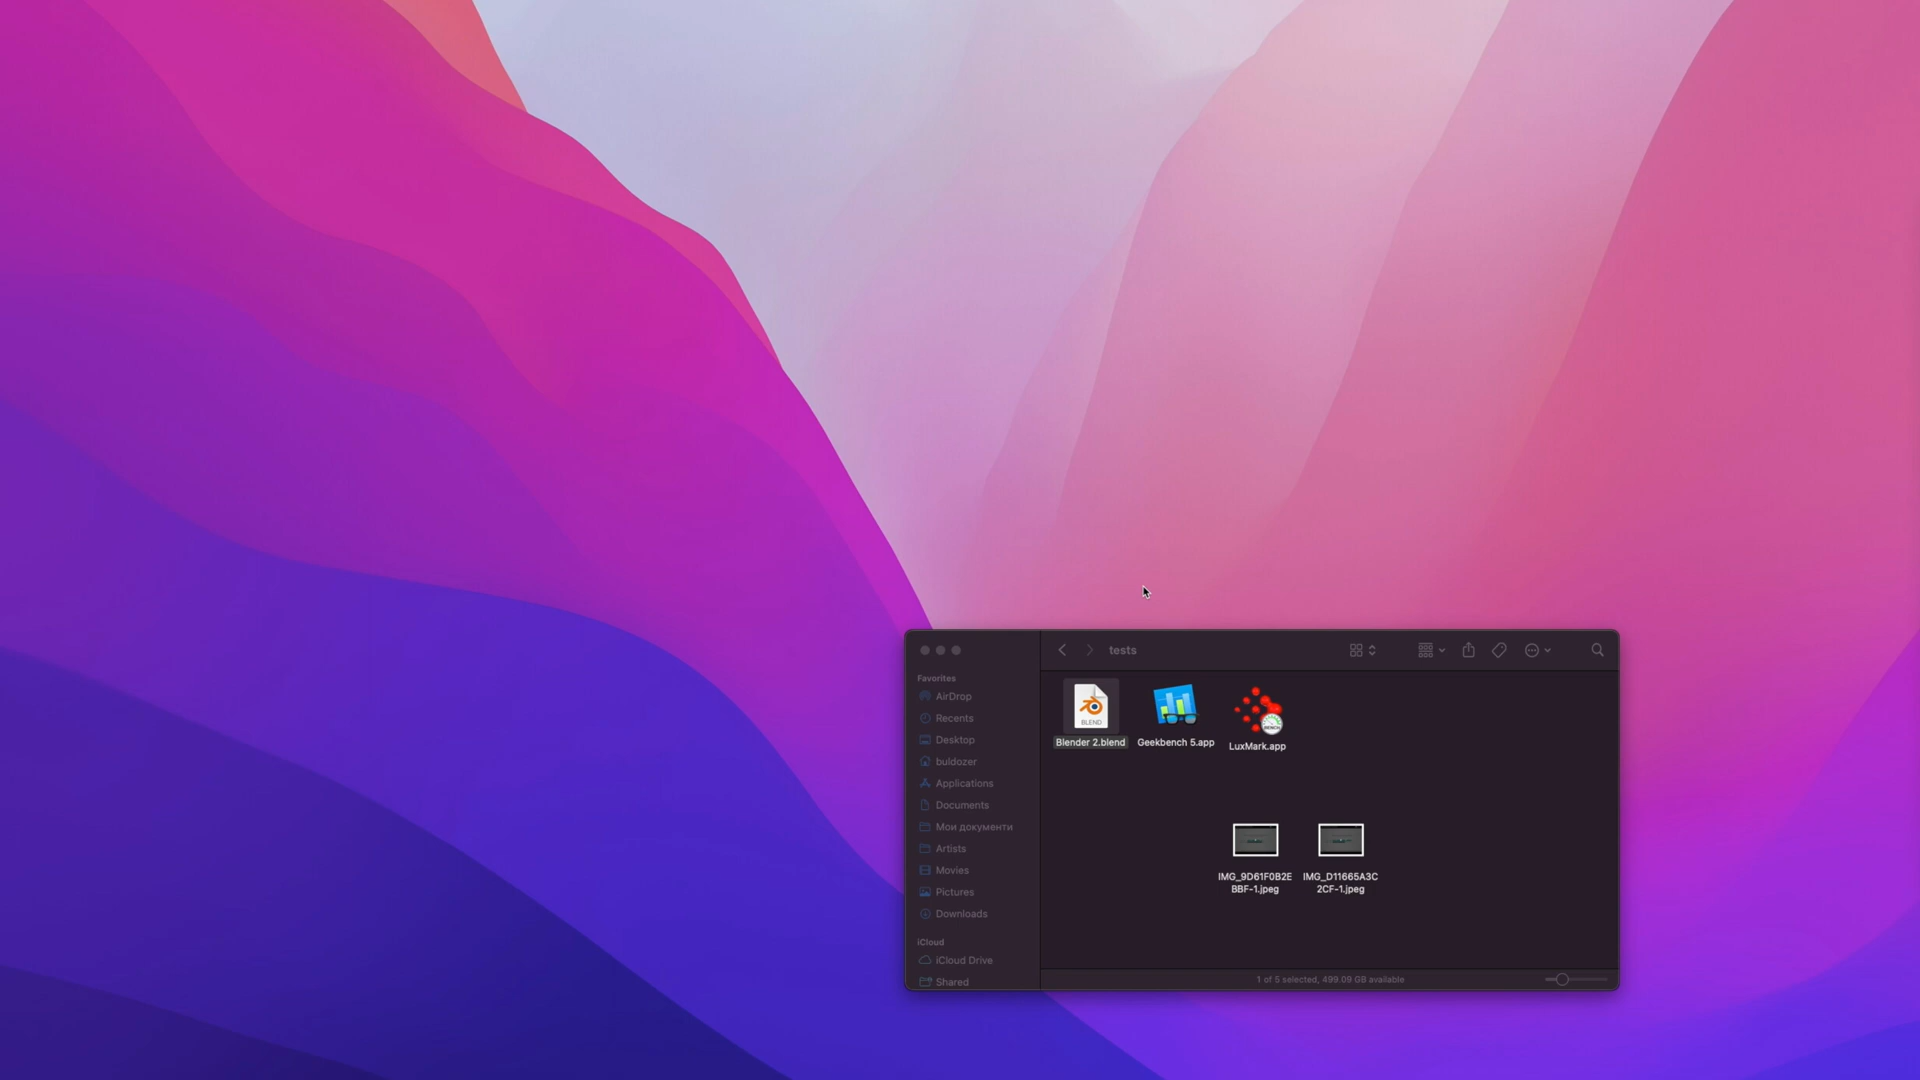 tests
Favorites
AirDrop
Recents
Desktop
buldozer
Applications
Documents
Мои документи
Artists
Movies
Pictures
Downloads
iCloud
iCloud Drive
Shared
BLEND
Blender 2.blend
Geekbench 5.app
BENCH
LuxMark.app
IMG_9D61F0B2E
BBF-1.jpeg
IMG_D11665A3C
2CF-1.jpeg
1 of 5 selected, 499.09 GB available